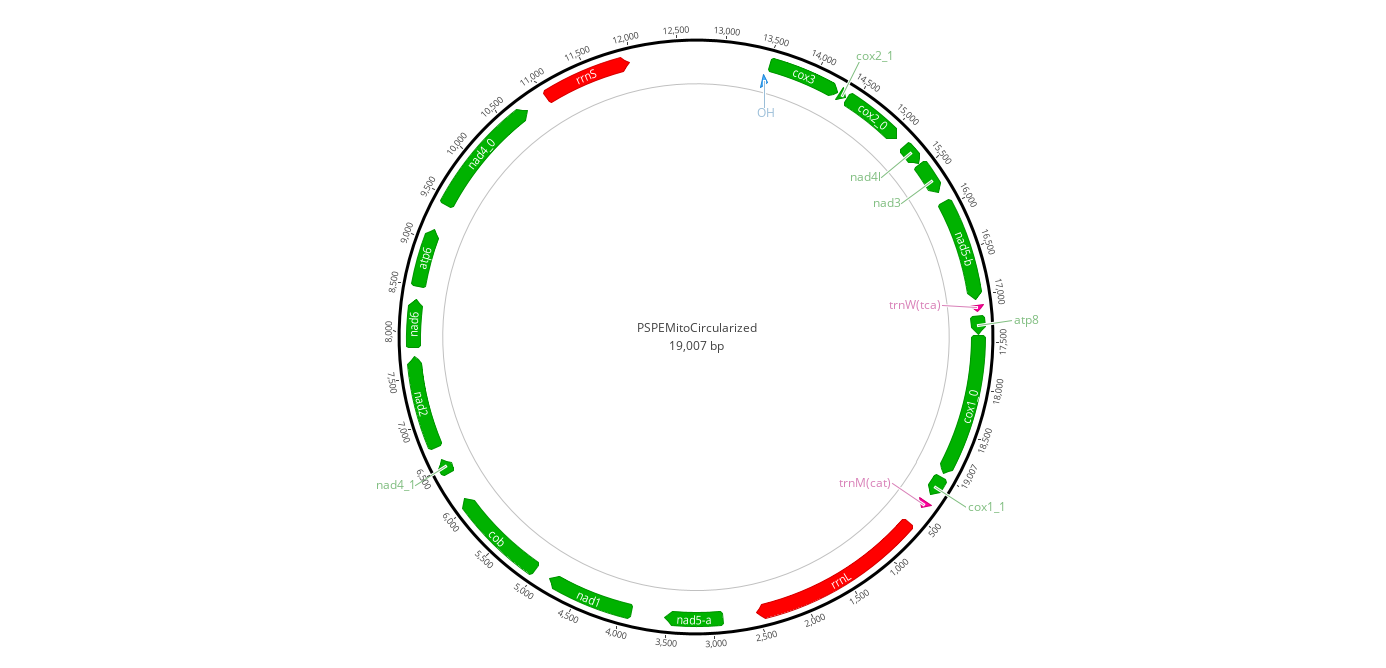 12,500
13,000
12,000
13,500
11,500
14,000
cox2_1
11,000
rrnS
cox3
14,500
10,500
OH
cox2_0
15,000
10,000
nad4_0
15,500
nad4l
9,500
nad3
16,000
9,000
atp6
nad5-b
16,500
8,500
17,000
trnW(tca)
atp8
8,000
nad6
PSPEMitoCircularized
19,007 bp
17,500
7,500
nad2
cox1_0
18,000
7,000
18,500
6,500
nad4_1
trnM(cat)
19,007
cox1_1
6,000
cob
500
5,500
1,000
rrnL
5,000
nad1
1,500
4,500
nad5-a
2,000
4,000
3,500
3,000
2,500